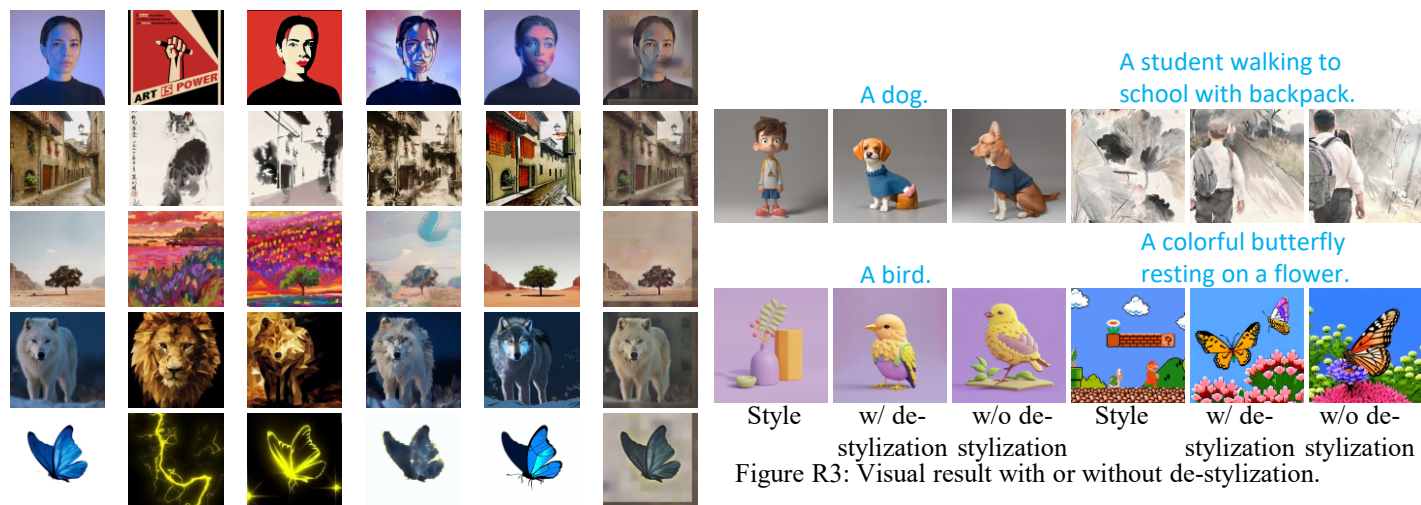 ART IS POWER
A dog.
A student walking to
school with backpack.
A bird.
A colorful butterfly
resting on a flower.
Style
w/ de-
stylization
w/o de-
stylization
Style
w/ de-
stylization
w/o de-
stylization
Figure R3: Visual result with or without de-stylization.